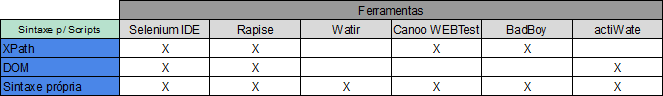 Ferramentas
Sintaxe p/ Scripts Selenium IDE Rapise Watir Canoo WEBTest BadBoy actiWate
XPath X X X X
DOM X X X
Sintaxe própria X X X X X X